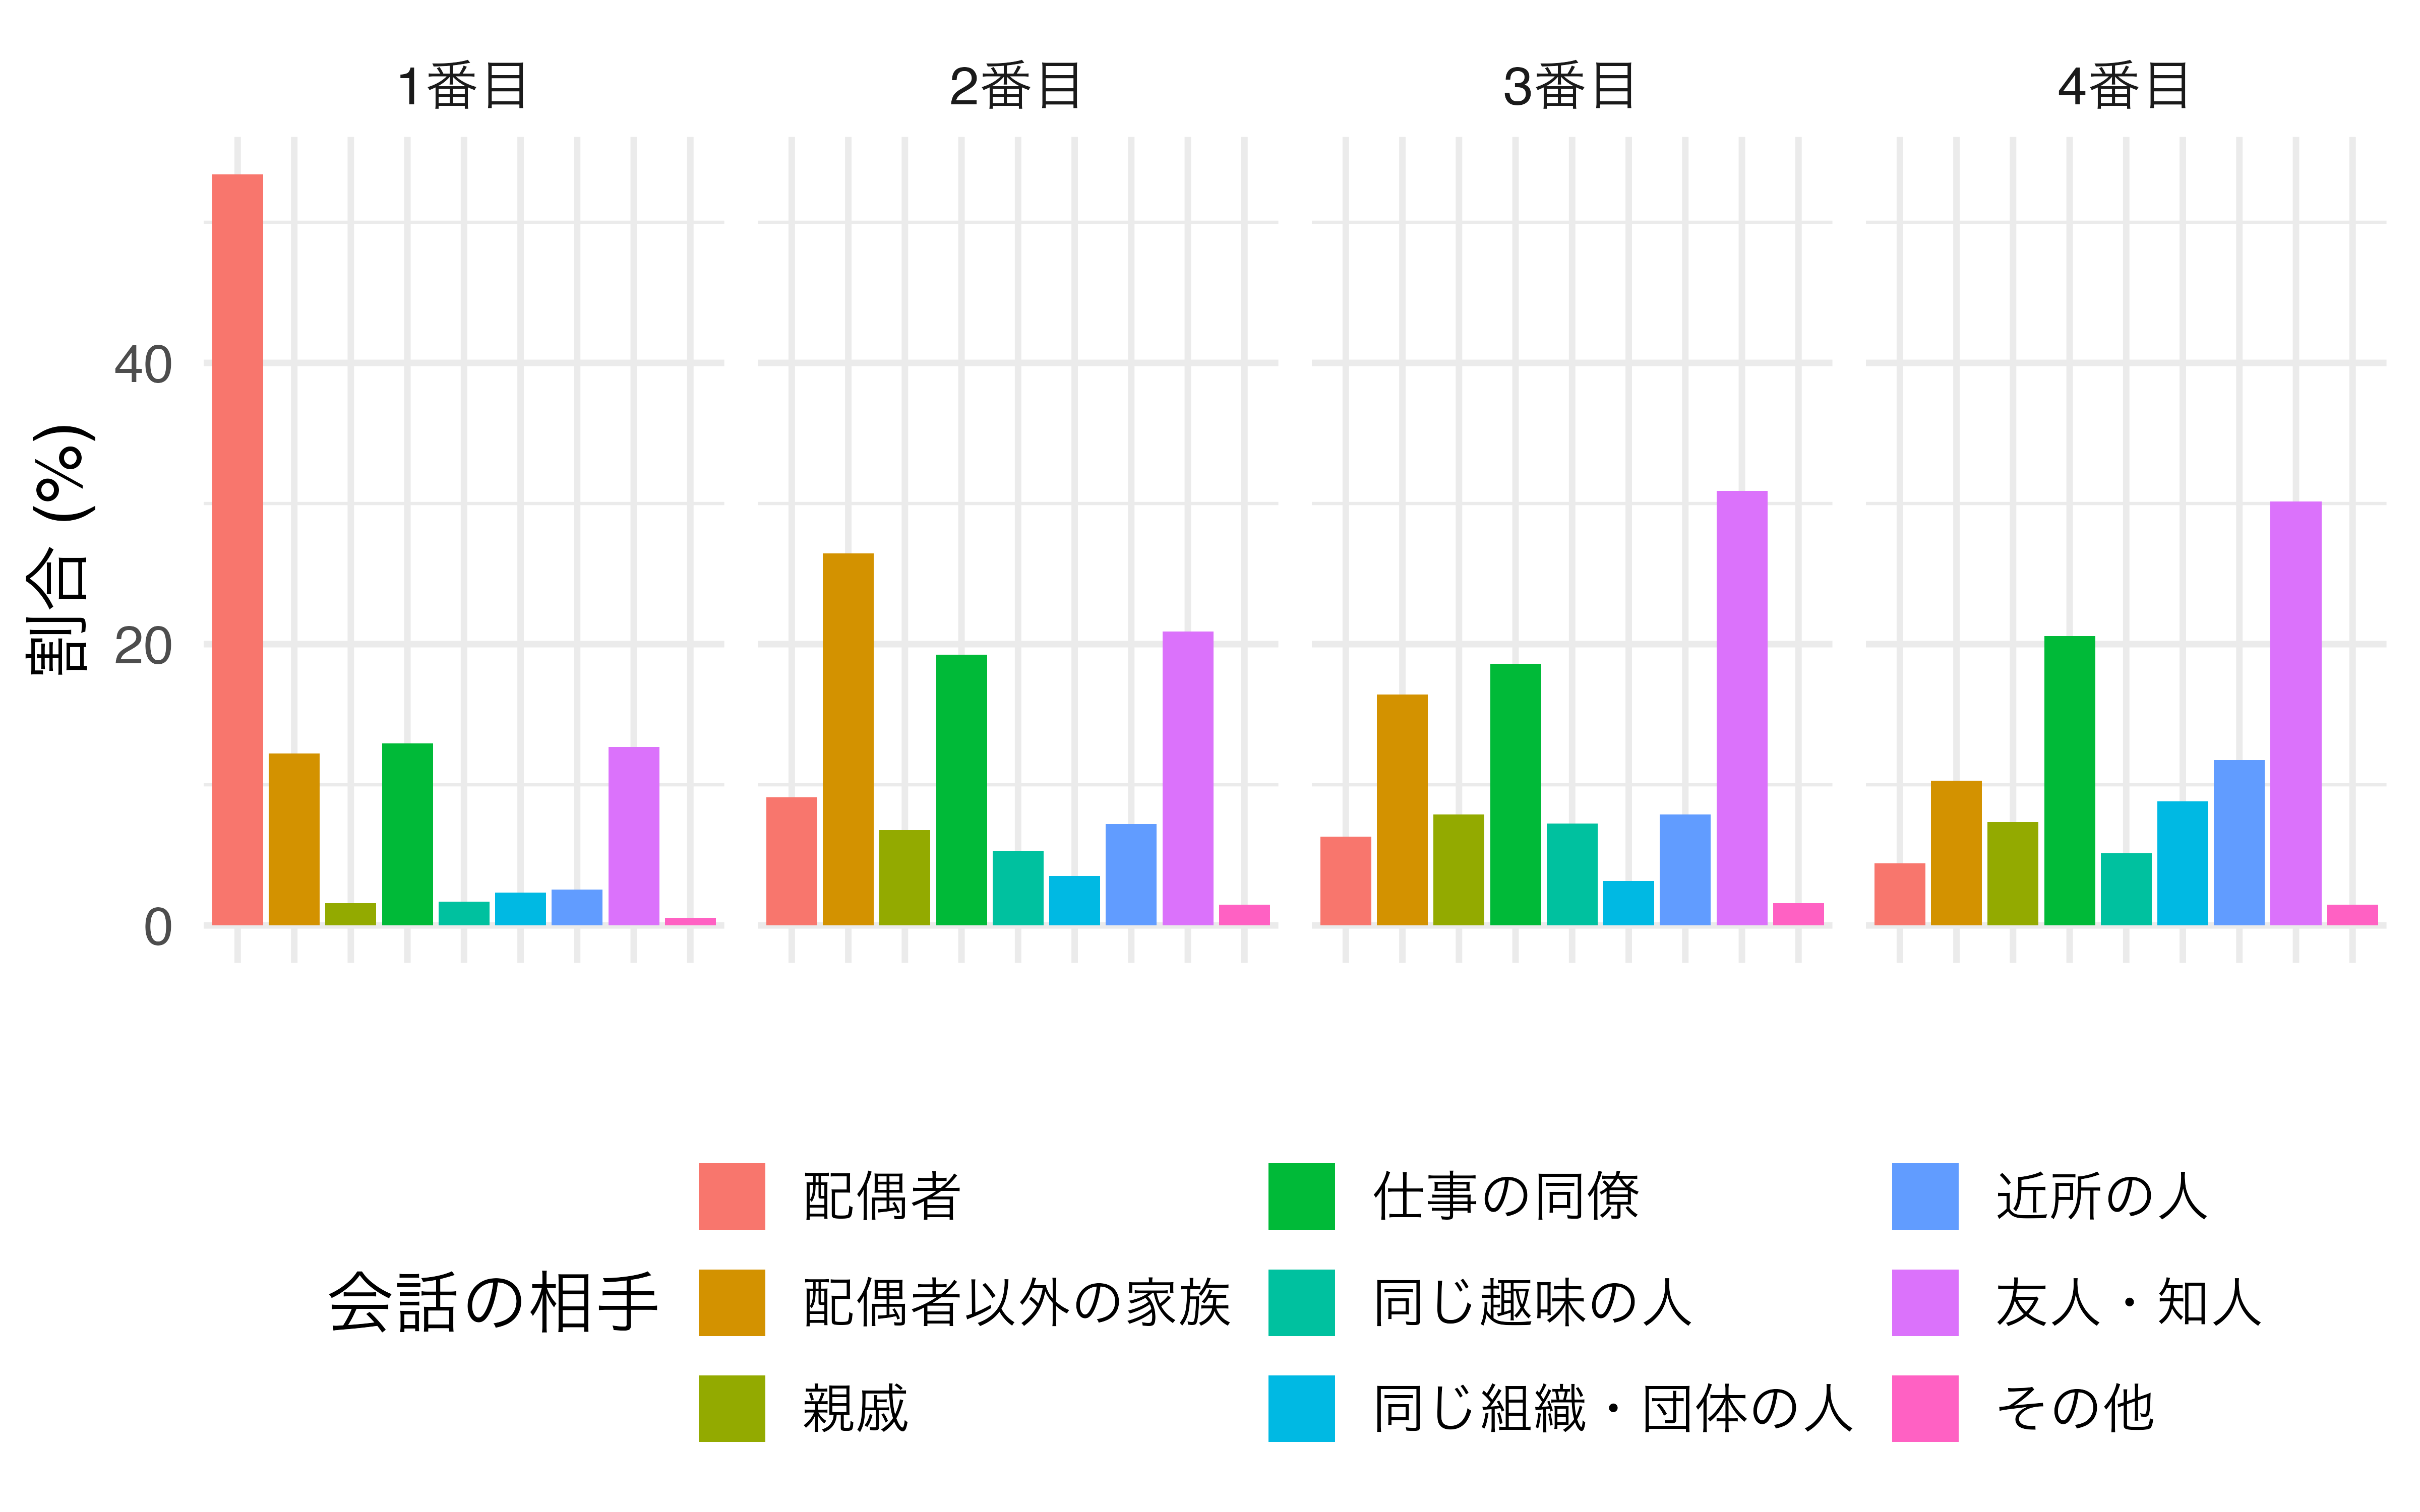 1番目 2番目 3番目 4番目
割合 (%)
40
20
0
会話の相手
配偶者
配偶者以外の家族
親戚
仕事の同僚
同じ趣味の人
同じ組織・団体の人
近所の人
友人・知人
その他